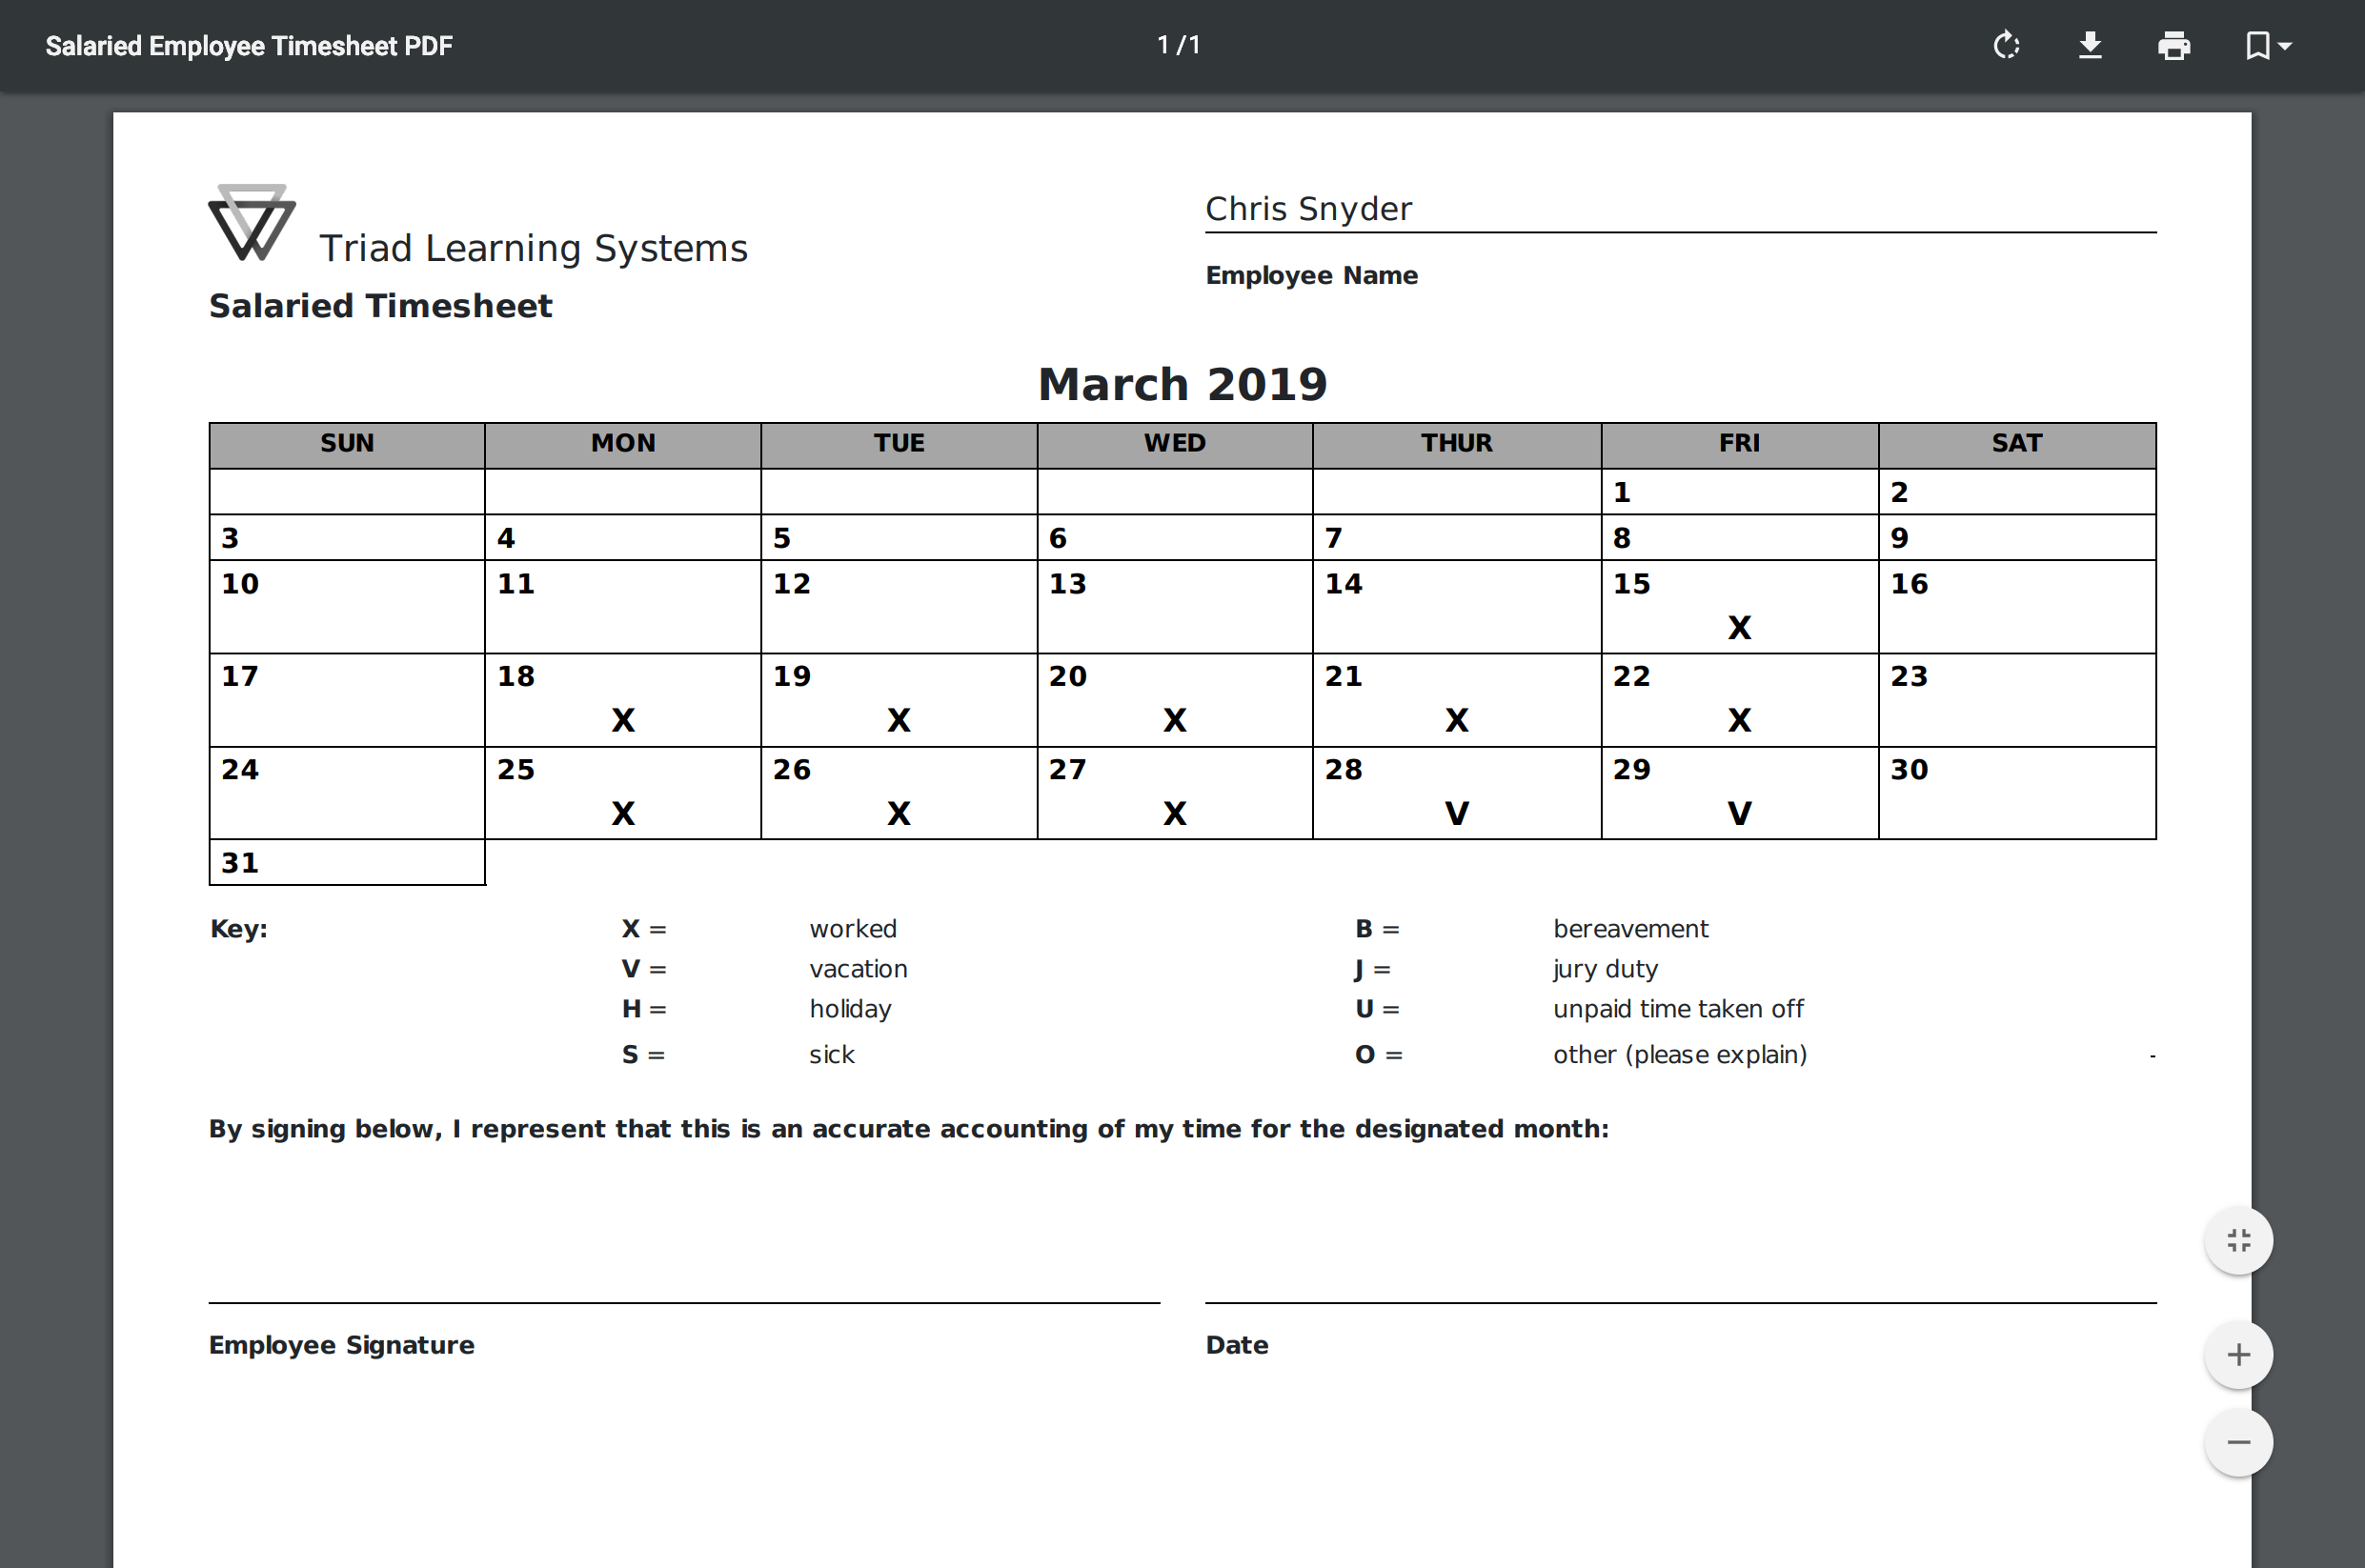 Salaried Employee Timesheet PDF
1 / 1
Triad Learning Systems
Salaried Timesheet
Chris Snyder
Employee Name
March 2019
SUN MON TUE WED THUR FRI SAT
1 2
3 4 5 6 7 8 9
10 11 12 13 14 15 16
X
17 18 19 20 21 22 23
X X X X X
24 25 26 27 28 29 30
X X X V V
31
Key: X = worked B = bereavement
V = vacation J = jury duty
H = holiday U = unpaid time taken off
S = sick O = other (please explain) -
By signing below, I represent that this is an accurate accounting of my time for the designated month:
Employee Signature Date